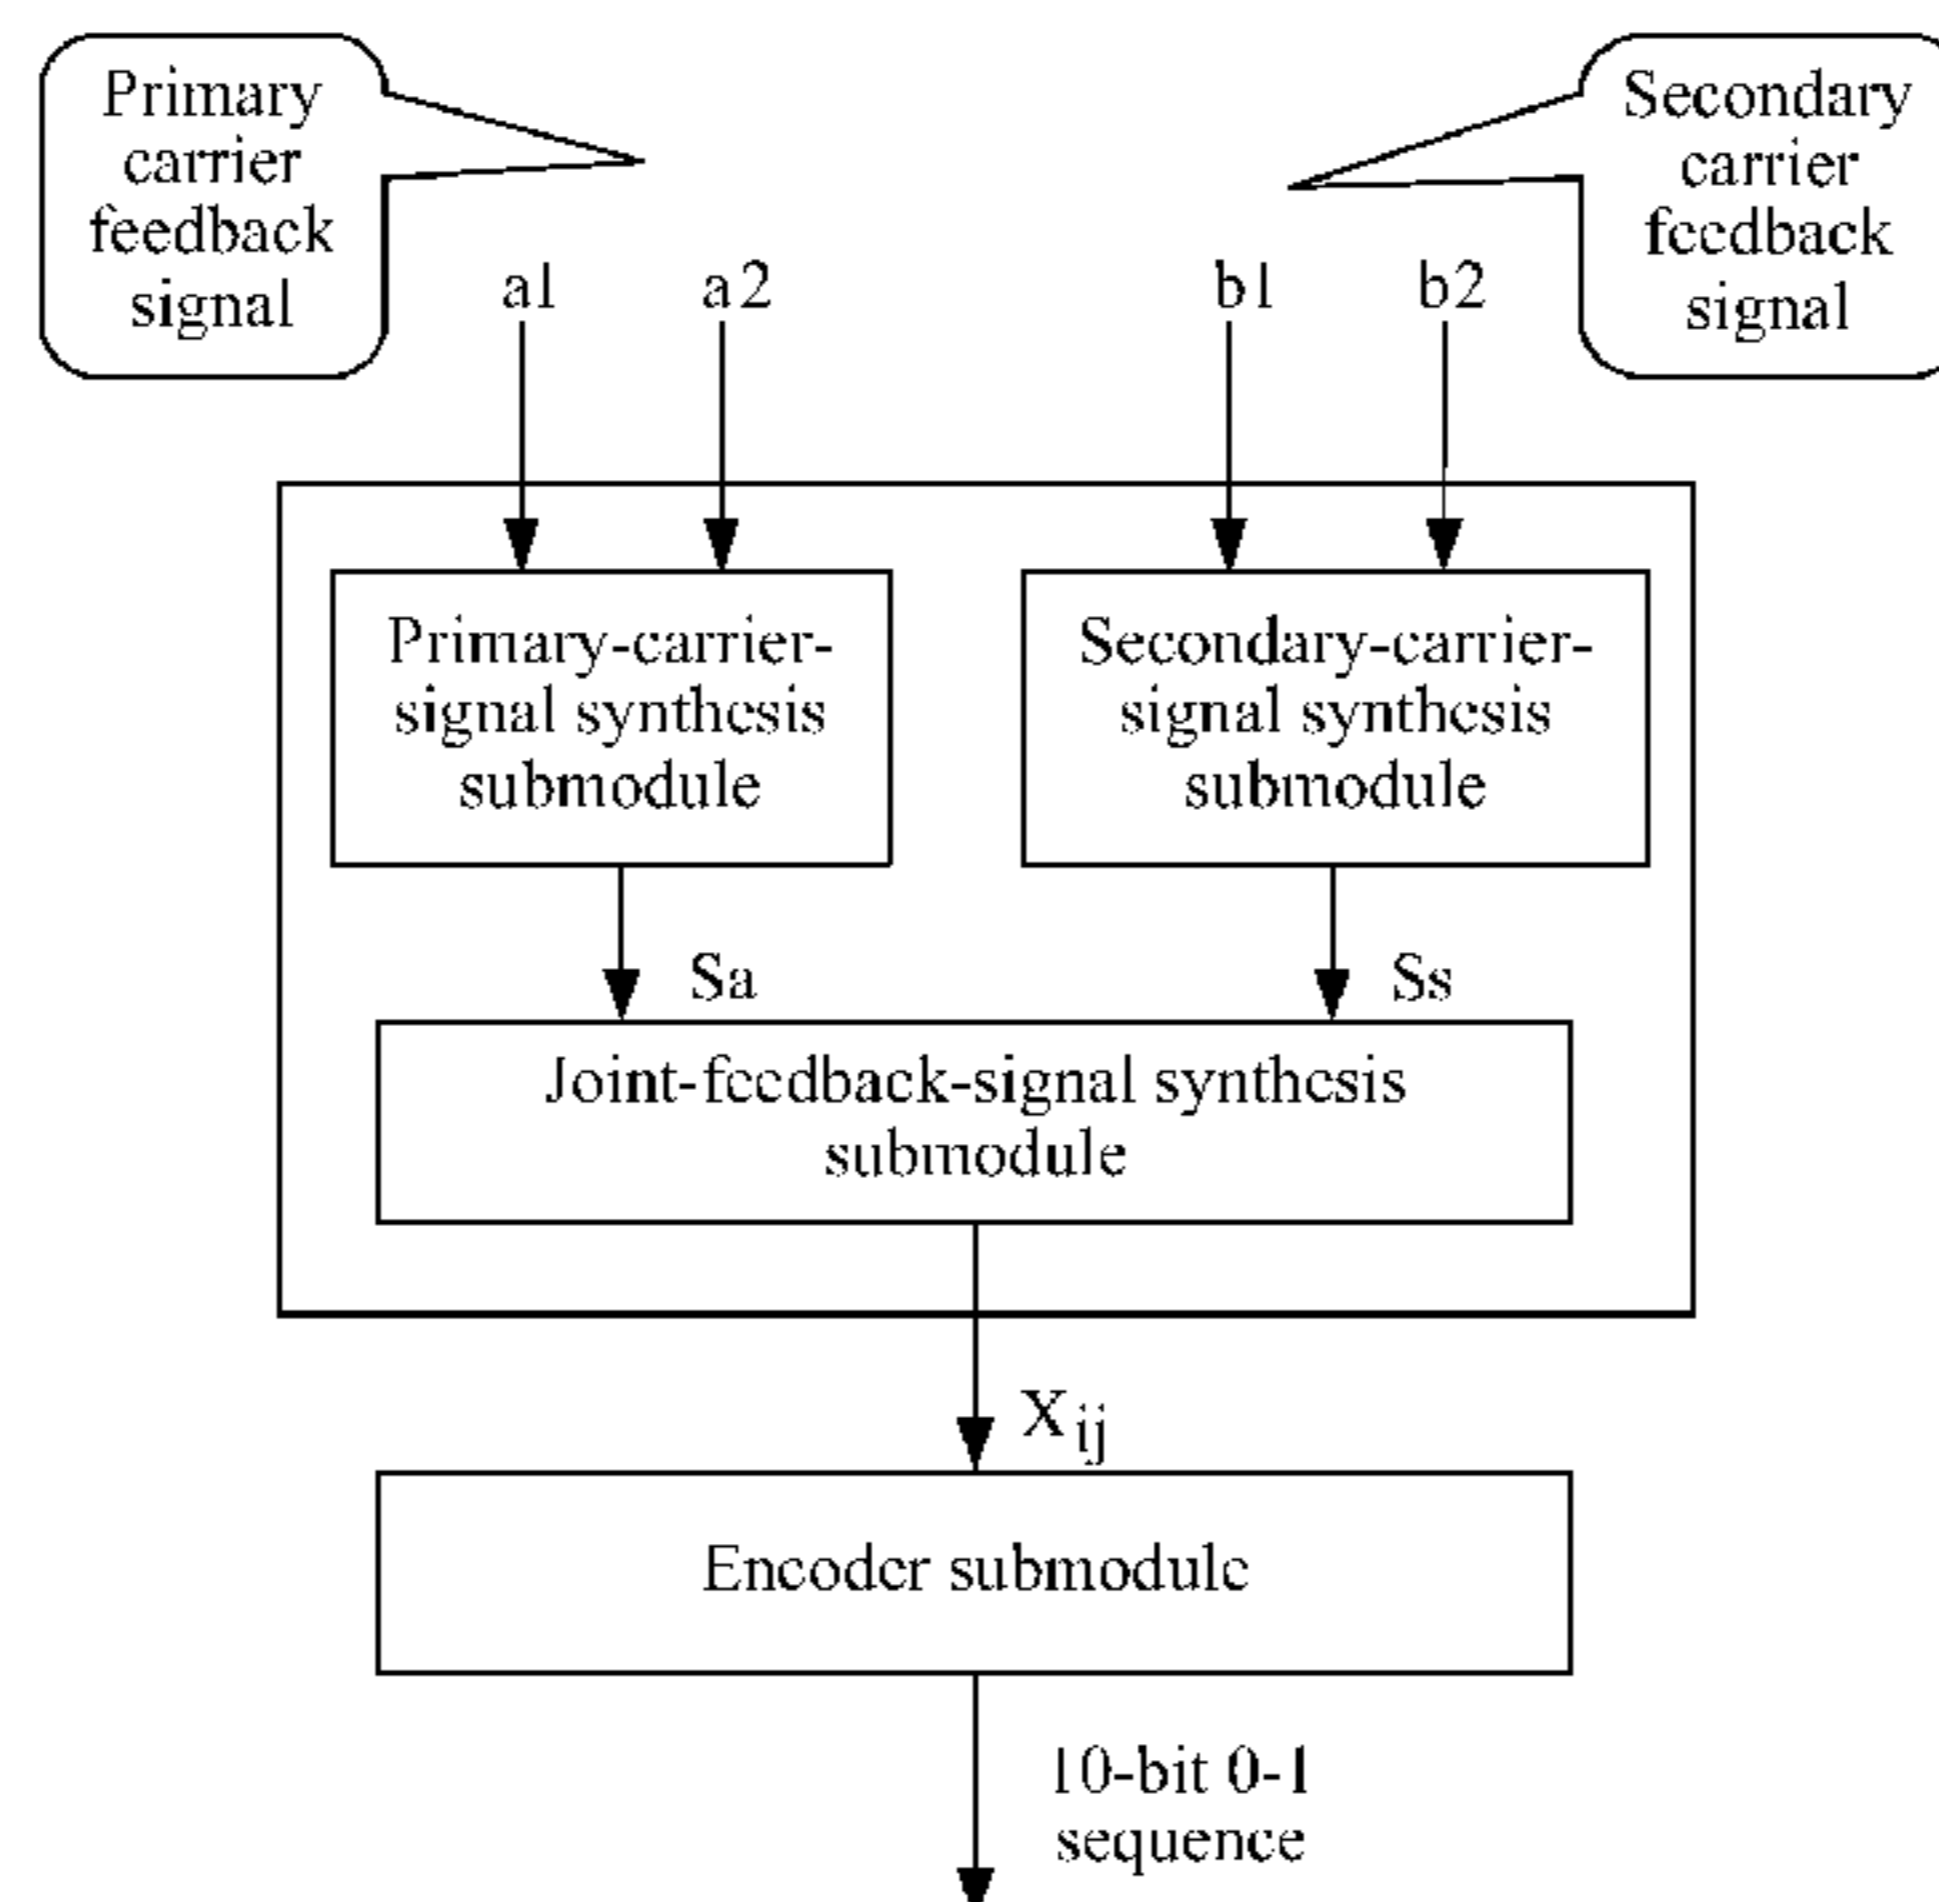 Primary
carrier
feedback
signal
Secondary
carrier
feedback
signal
a1
a2
b1
b2
Primary-carrier-
signal synthesis
submodule
Secondary-carrier-
signal synthesis
submodule
Sa
Ss
Joint-feedback-signal synthesis
submodule
Xij
Encoder submodule
10-bit 0-1
sequence